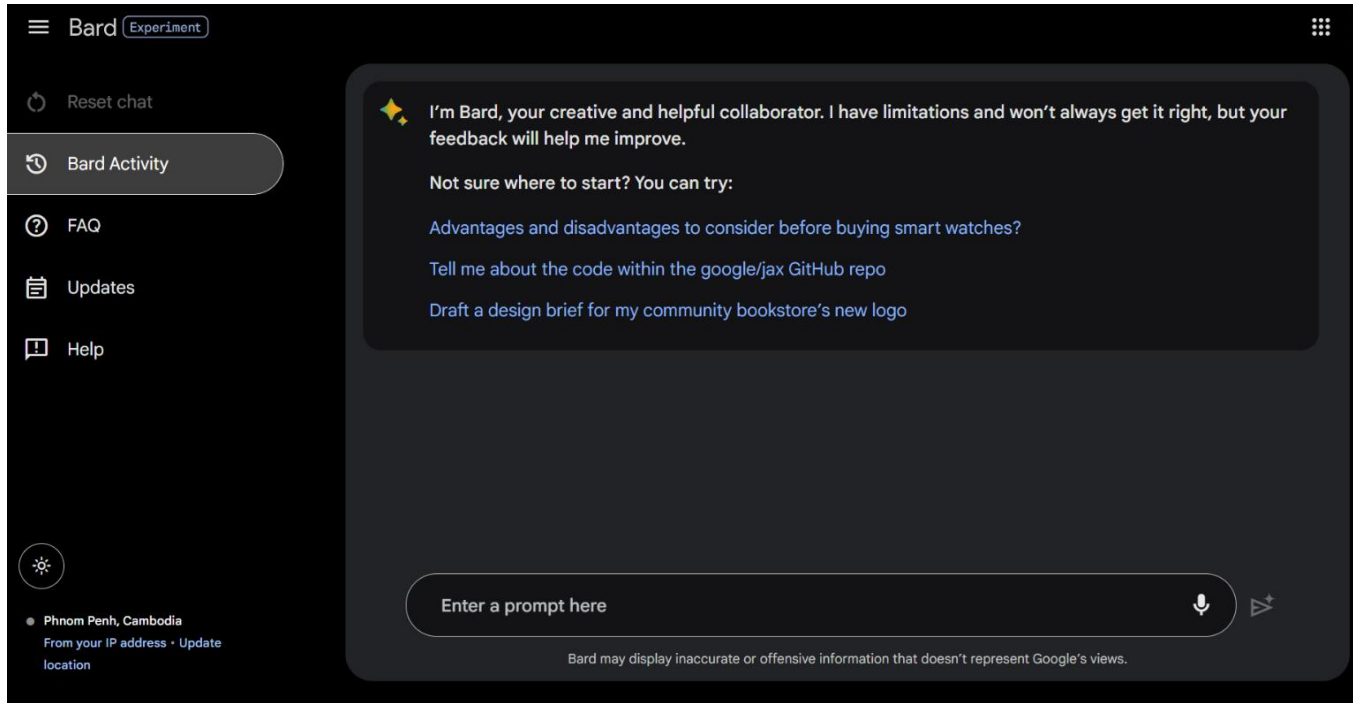 Bard Experiment
Reset chat
Bard Activity
FAQ
Updates
Help
Phnom Penh, Cambodia
From your IP address • Update
location
I'm Bard, your creative and helpful collaborator. I have limitations and won't always get it right, but your
feedback will help me improve.
Not sure where to start? You can try:
Advantages and disadvantages to consider before buying smart watches?
Tell me about the code within the google/jax GitHub repo
Draft a design brief for my community bookstore's new logo
Enter a prompt here
Bard may display inaccurate or offensive information that doesn't represent Google's views.